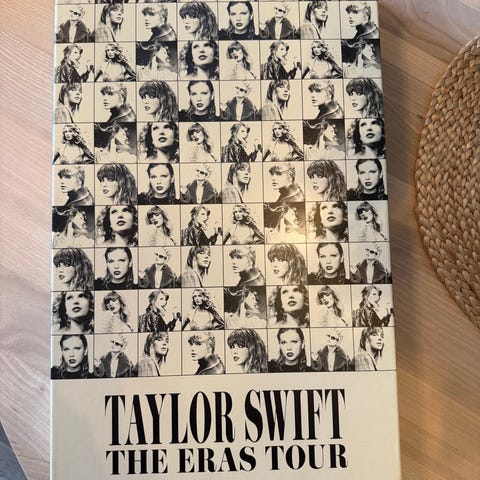 TAYLOR SWIFT
THE ERAS TOUR